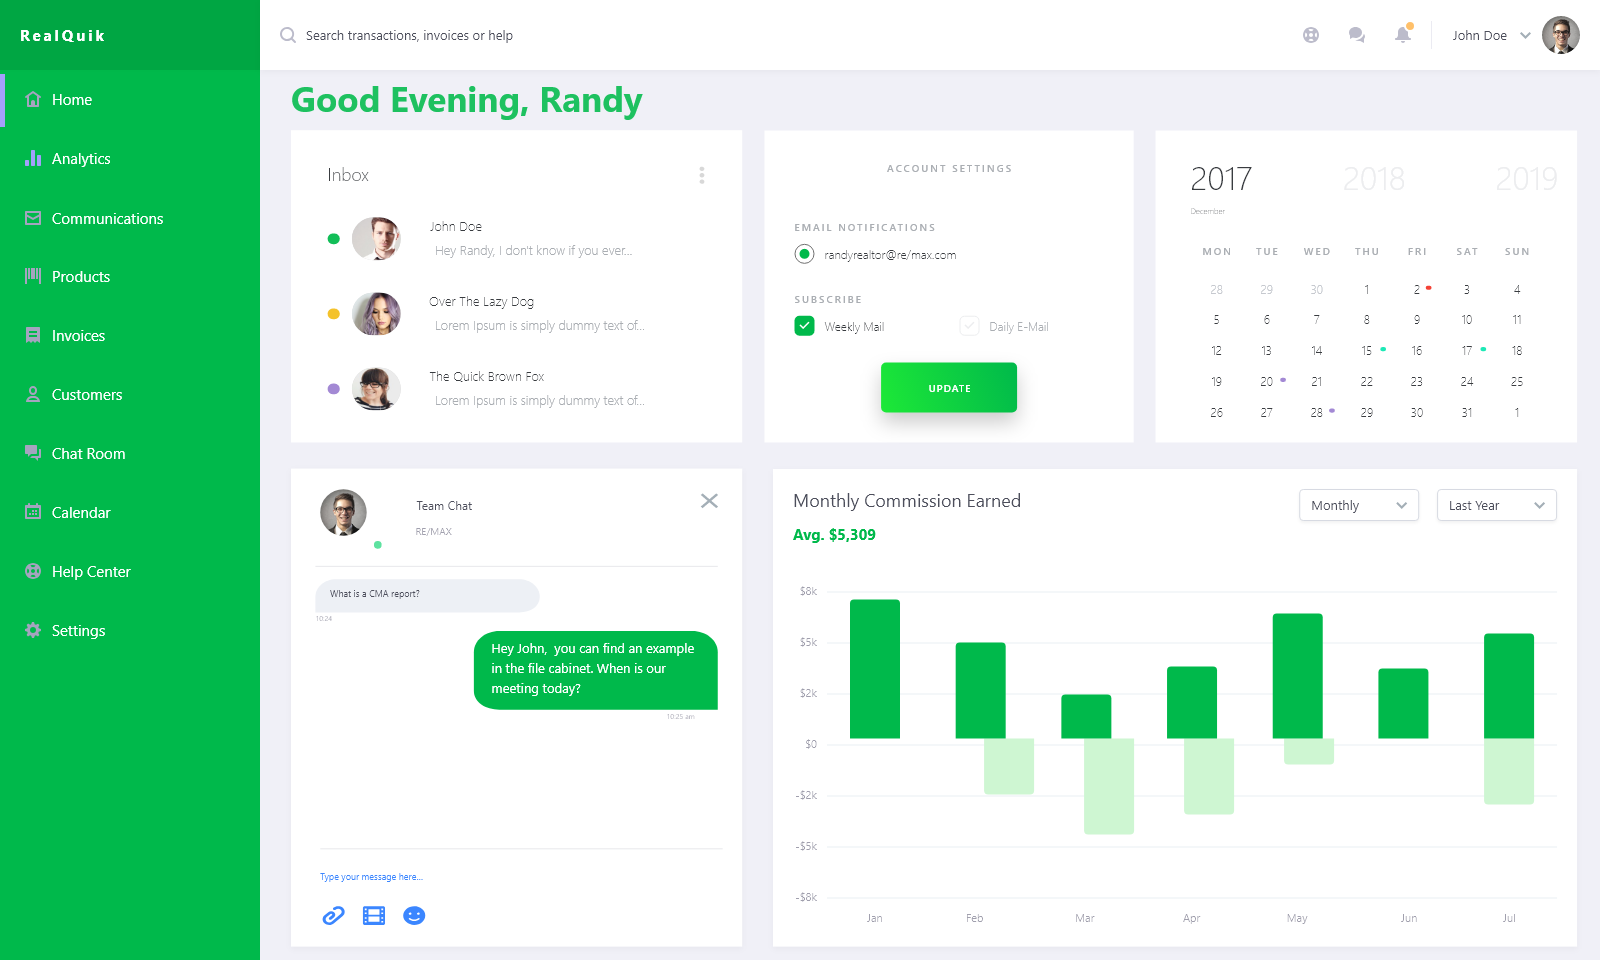 RealQuik
Search transactions, invoices or help
John Doe
Home
Analytics
Communications
Products
Invoices
Customers
Chat Room
Calendar
Help Center
Settings
Good Evening, Randy
Inbox
John Doe
Hey Randy, I don't know if you ever...
Over The Lazy Dog
Lorem Ipsum is simply dummy text of...
The Quick Brown Fox
Lorem Ipsum is simply dummy text of...
ACCOUNT SETTINGS
EMAIL NOTIFICATIONS
randyrealtor@re/max.com
SUBSCRIBE
Weekly Mail Daily E-Mail
UPDATE
2017 2018 2019
December
MON TUE WED THU FRI SAT SUN
28 29 30 1 2 3 4
5 6 7 8 9 10 11
12 13 14 15 16 17 18
19 20 21 22 23 24 25
26 27 28 29 30 31 1
Team Chat
RE/MAX
What is a CMA report?
10:24
Hey John, you can find an example
in the file cabinet. When is our
meeting today?
10:25 am
Type your message here...
Monthly Commission Earned
Avg. $5,309
Monthly
Last Year
$8k
$5k
$2k
$0
-$2k
-$5k
-$8k
Jan Feb Mar Apr May Jun Jul